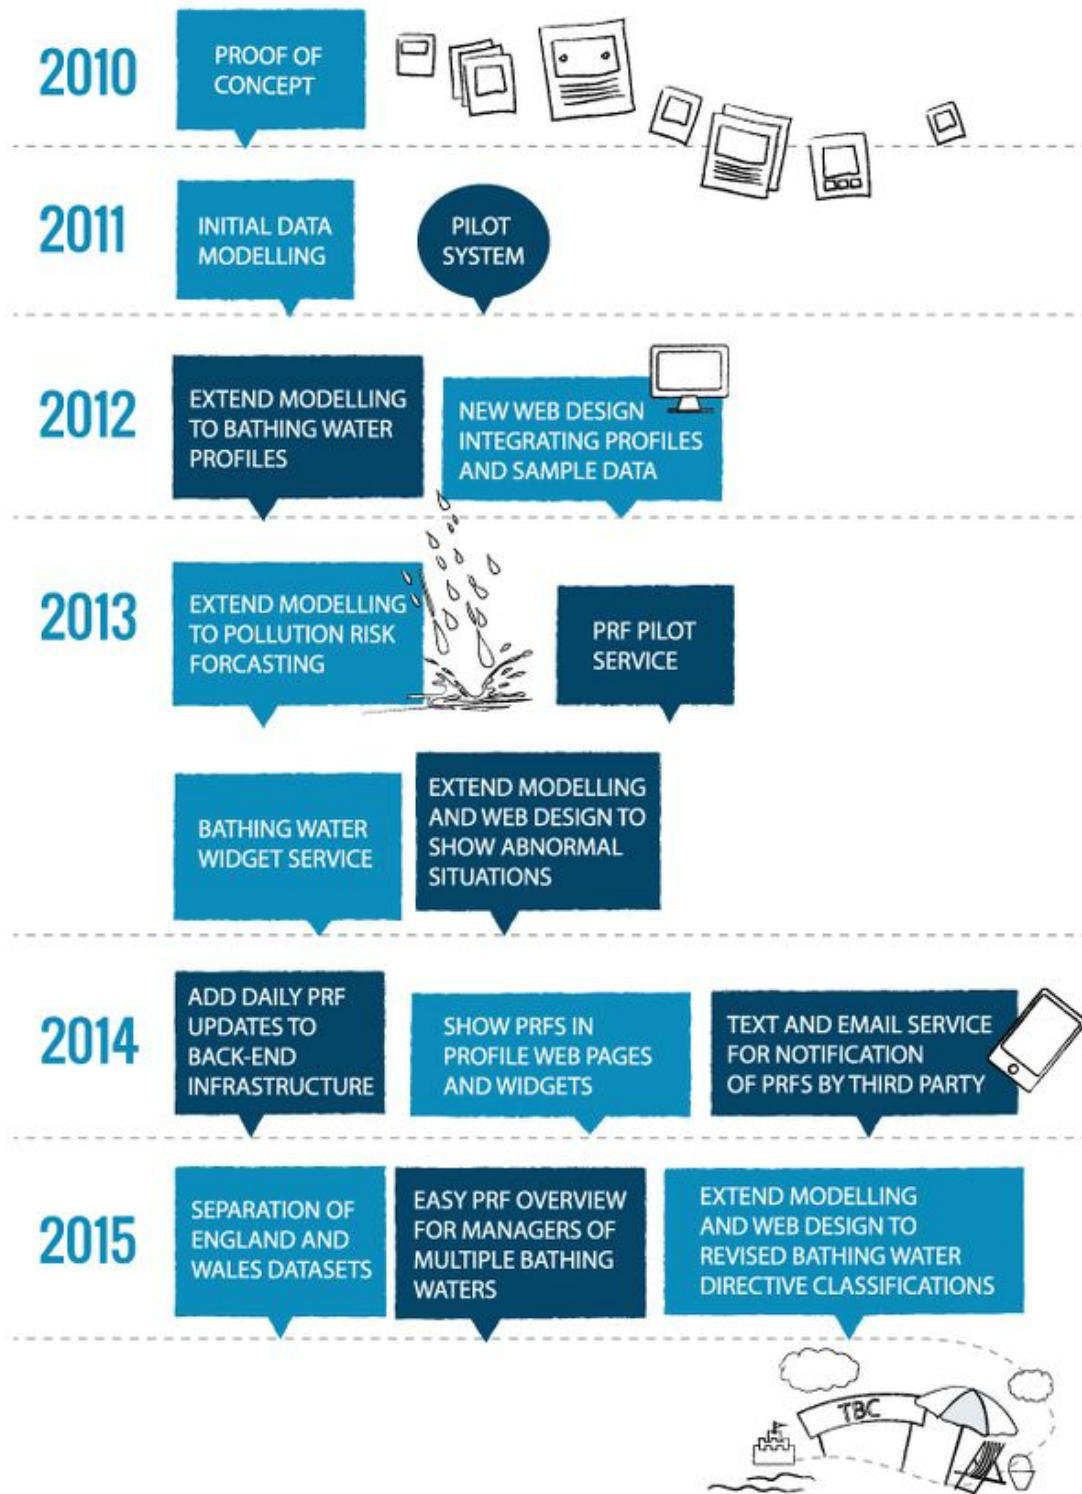 2010
PROOF OF
CONCEPT
2011
INITIAL DATA
MODELLING
PILOT
SYSTEM
2012
EXTEND MODELLING
TO BATHING WATER
PROFILES
NEW WEB DESIGN
INTEGRATING PROFILES
AND SAMPLE DATA
2013
EXTEND MODELLING
TO POLLUTION RISK
FORCASTING
PRF PILOT
SERVICE
BATHING WATER
WIDGET SERVICE
EXTEND MODELLING
AND WEB DESIGN TO
SHOW ABNORMAL
SITUATIONS
2014
ADD DAILY PRF
UPDATES TO
BACK-END
INFRASTRUCTURE
SHOW PRFS IN
PROFILE WEB PAGES
AND WIDGETS
TEXT AND EMAIL SERVICE
FOR NOTIFICATION
OF PRFS BY THIRD PARTY
2015
SEPARATION OF
ENGLAND AND
WALES DATASETS
EASY PRF OVERVIEW
FOR MANAGERS OF
MULTIPLE BATHING
WATERS
EXTEND MODELLING
AND WEB DESIGN TO
REVISED BATHING WATER
DIRECTIVE CLASSIFICATIONS
TBC